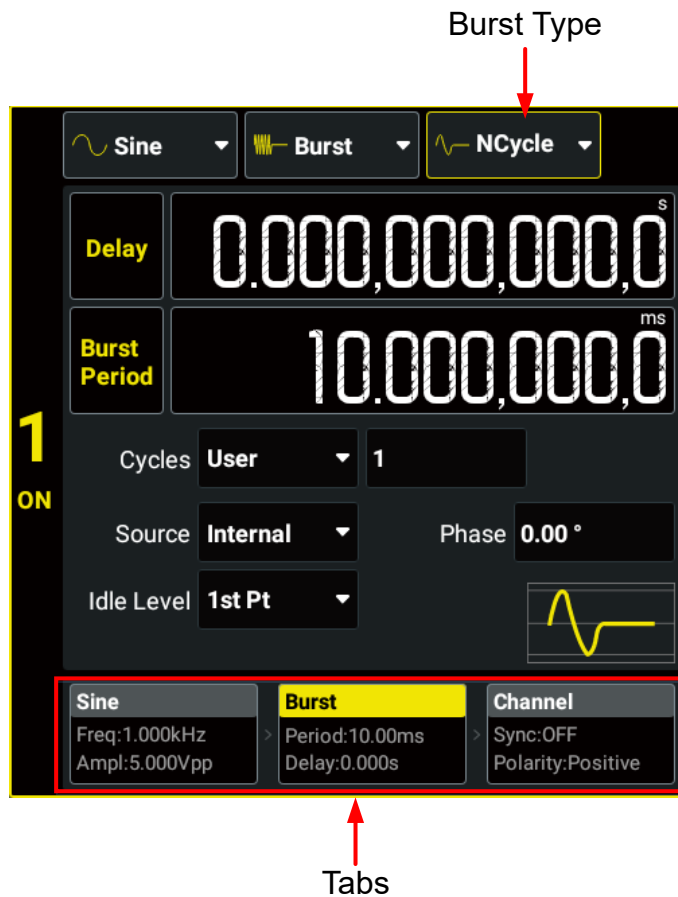 Burst Type
Sine Burst NCycle
s
Delay 0.000,000,000,0
ms
Burst
Period
10.000,000,0
1
ON
Cycles User 1
Source Internal Phase 0.00 °
Idle Level 1st Pt
Sine Burst Channel
Freq:1.000kHz > Period:10.00ms > Sync:OFF
Ampl:5.000Vpp Delay:0.000s Polarity:Positive
Tabs